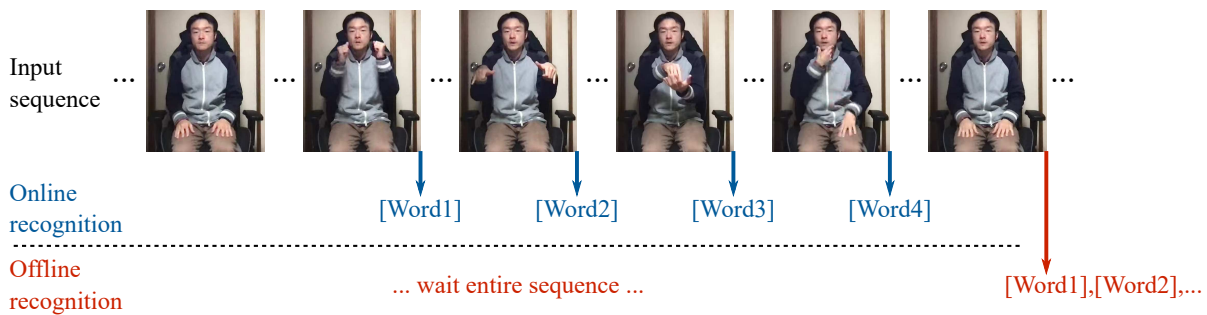 Input
sequence
... ... ... ... ... ... ...
Online
recognition
[Word1] [Word2] [Word3] [Word4]
Offline
recognition
... wait entire sequence ...
[Word1],[Word2],...